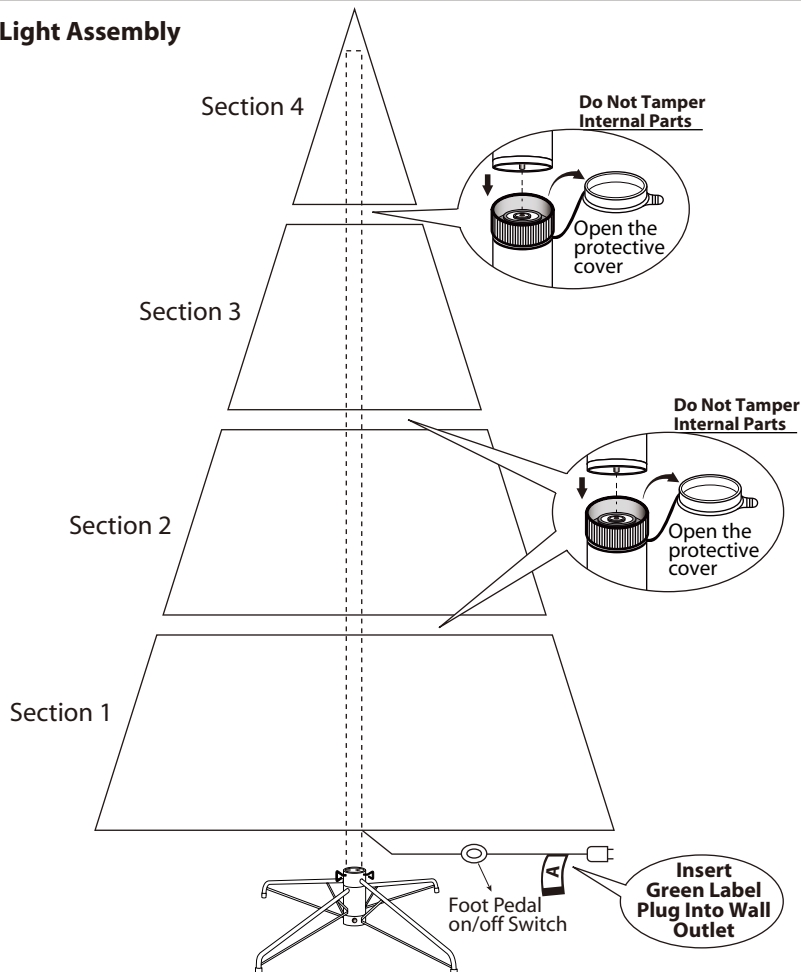 Light Assembly
Section 4
Do Not Tamper
Internal Parts
Open the
protective
cover
Section 3
Do Not Tamper
Internal Parts
Section 2
Open the
protective
cover
Section 1
A
Foot Pedal
on/off Switch
Insert
Green Label
Plug Into Wall
Outlet